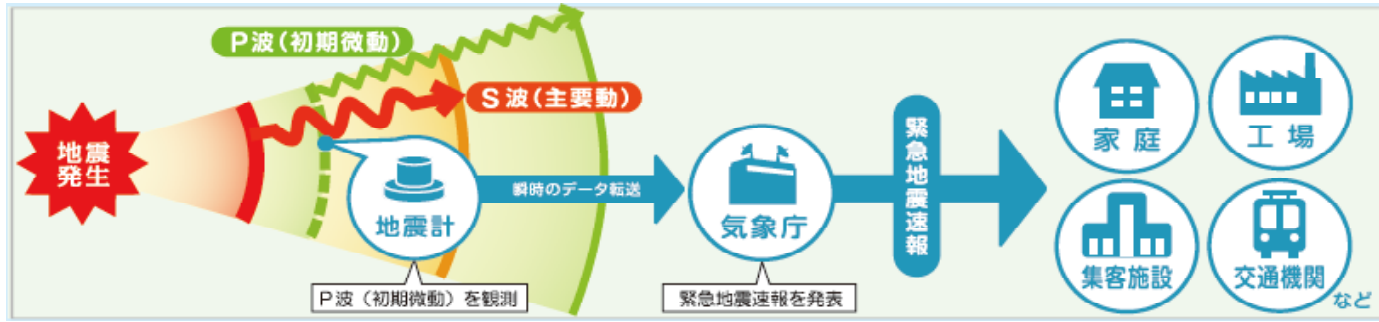 P波(初期微動)
S波(主要動)
地震
発生
地震計
P波（初期微動）を観測
瞬時のデータ転送
気象庁
緊急地震速報を発表
緊急地震速報
家庭
工場
集客施設
交通機関
など